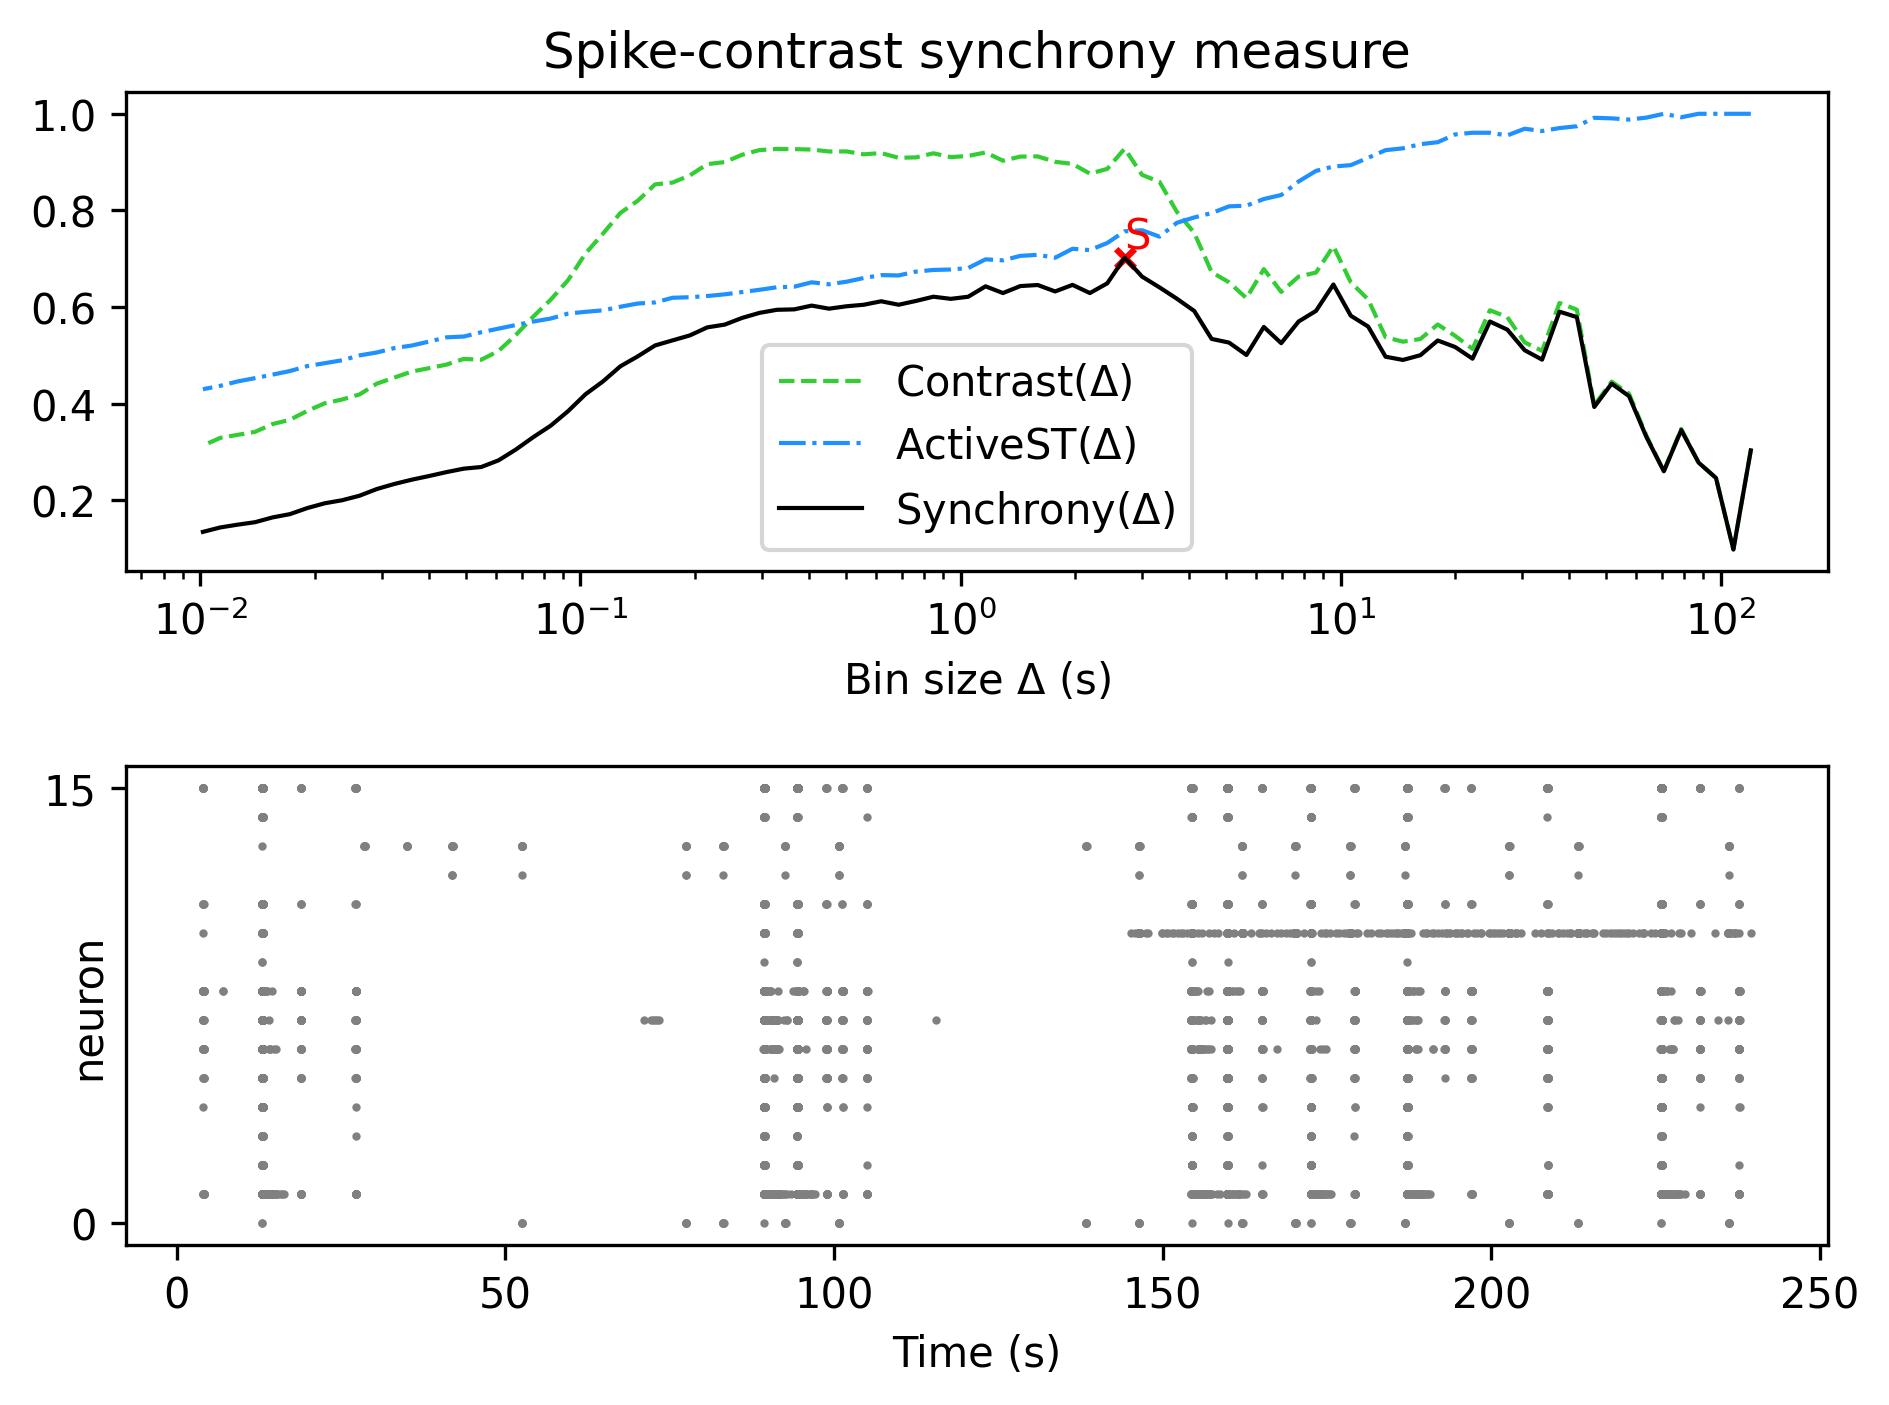 Spike-contrast synchrony measure
1.0
0.8
0.6
0.4
0.2
S
Contrast(Δ)
ActiveST(Δ)
Synchrony(Δ)
10⁻² 10⁻¹ 10⁰ 10¹ 10²
Bin size Δ (s)
15
neuron
0
0 50 100 150 200 250
Time (s)